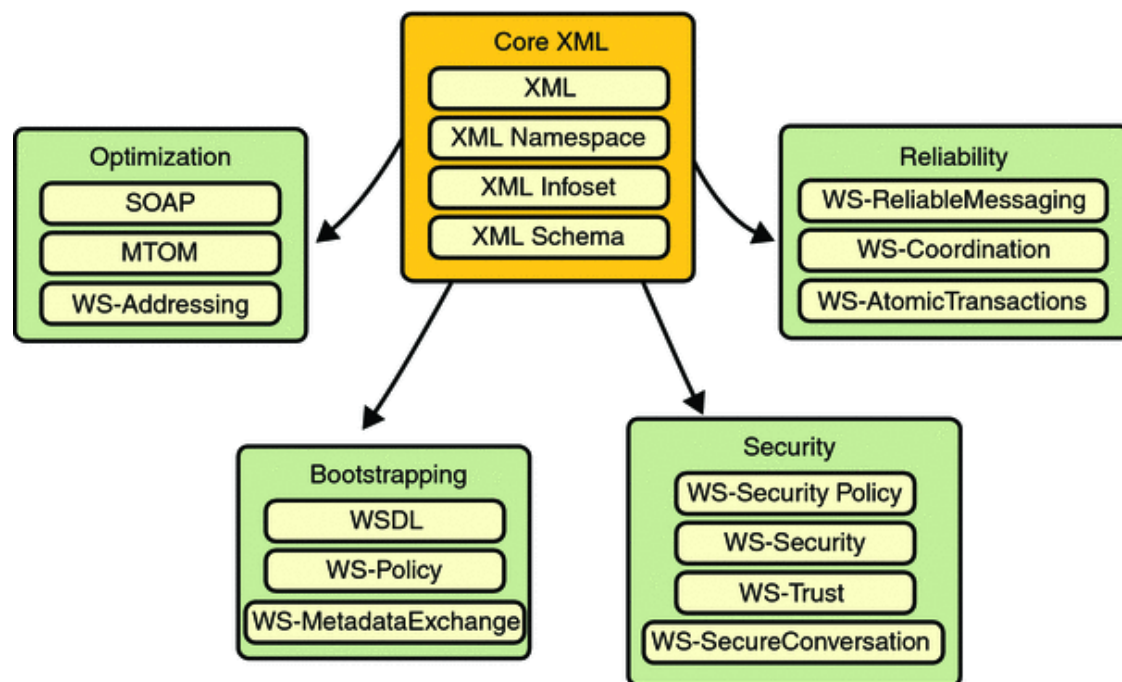 Core XML
XML
XML Namespace
XML Infoset
XML Schema
Optimization
SOAP
MTOM
WS-Addressing
Reliability
WS-ReliableMessaging
WS-Coordination
WS-AtomicTransactions
Bootstrapping
WSDL
WS-Policy
WS-MetadataExchange
Security
WS-Security Policy
WS-Security
WS-Trust
WS-SecureConversation